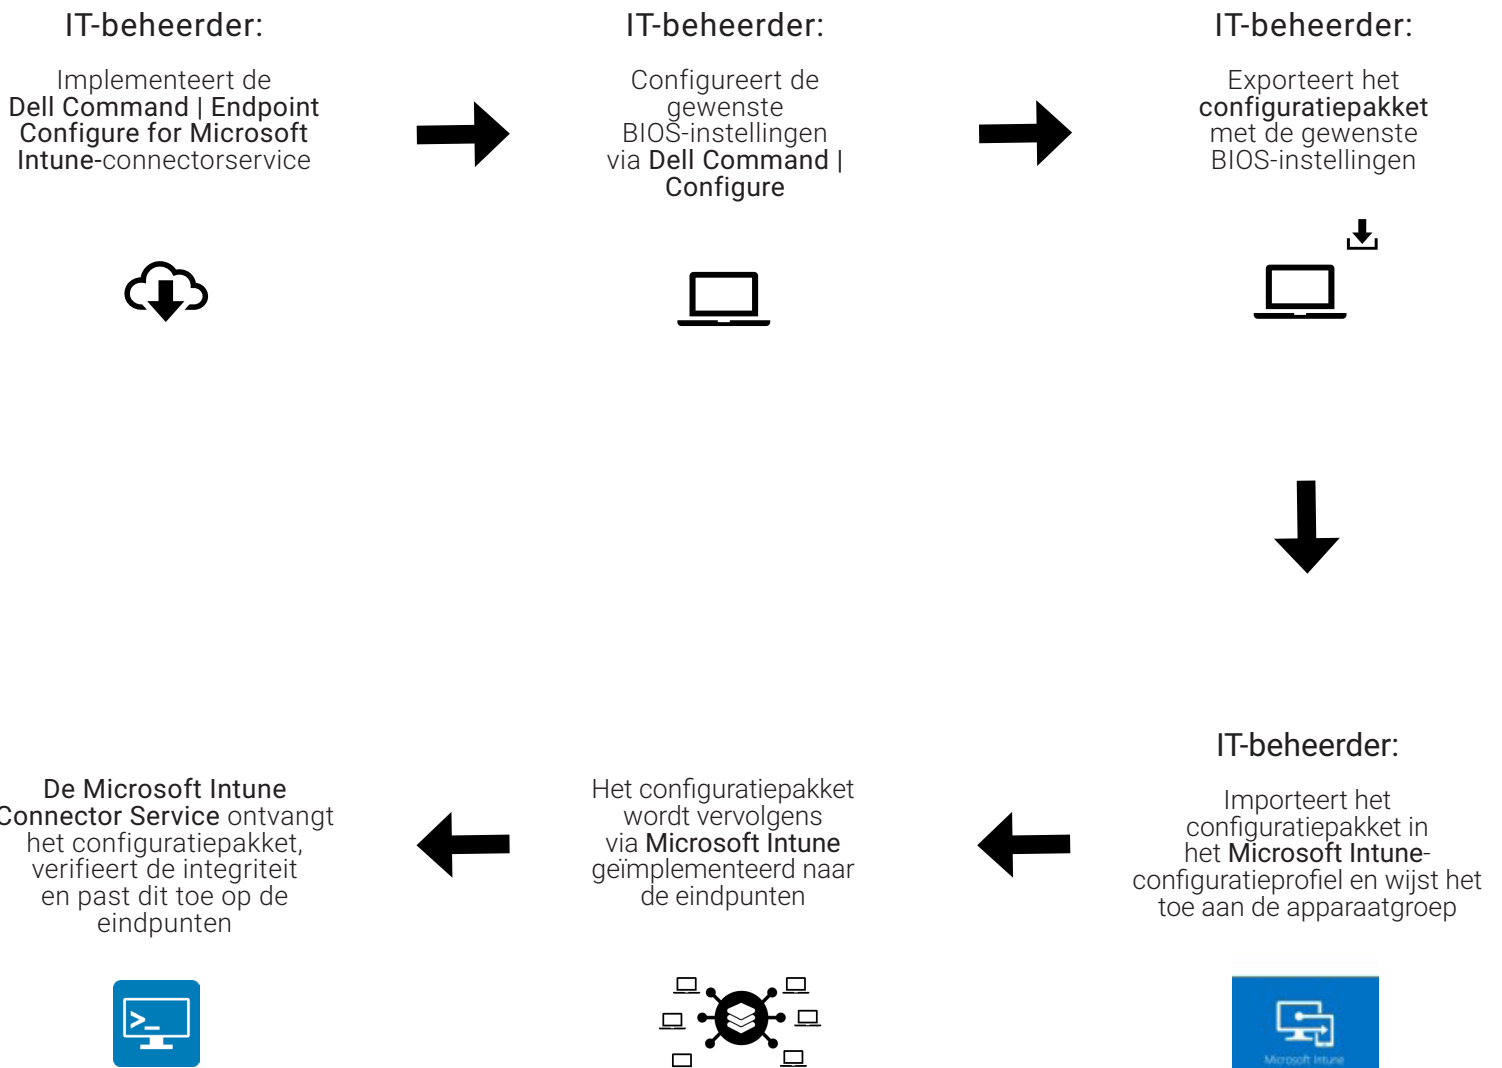 IT-beheerder:
Implementeert de
Dell Command | Endpoint
Configure for Microsoft
Intune-connectorservice
IT-beheerder:
Configureert de
gewenste
BIOS-instellingen
via Dell Command |
Configure
IT-beheerder:
Exporteert het
configuratiepakket
met de gewenste
BIOS-instellingen
IT-beheerder:
Importeert het
configuratiepakket in
het Microsoft Intune-
configuratieprofiel en wijst het
toe aan de apparaatgroep
Microsoft Intune
Het configuratiepakket
wordt vervolgens
via Microsoft Intune
geïmplementeerd naar
de eindpunten
De Microsoft Intune
Connector Service ontvangt
het configuratiepakket,
verifieert de integriteit
en past dit toe op de
eindpunten
>_